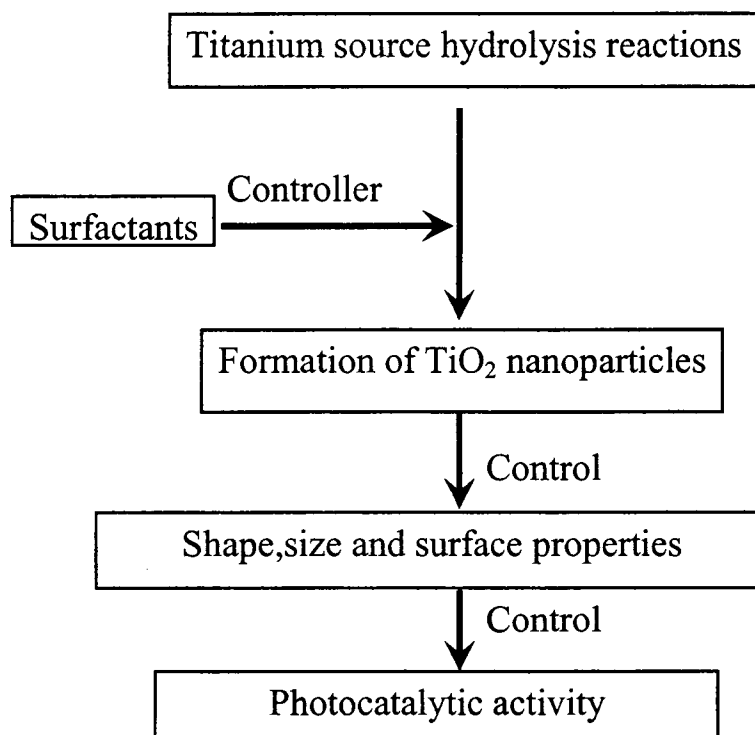 Titanium source hydrolysis reactions
Controller
Surfactants
Formation of TiO₂ nanoparticles
Control
Shape,size and surface properties
Control
Photocatalytic activity